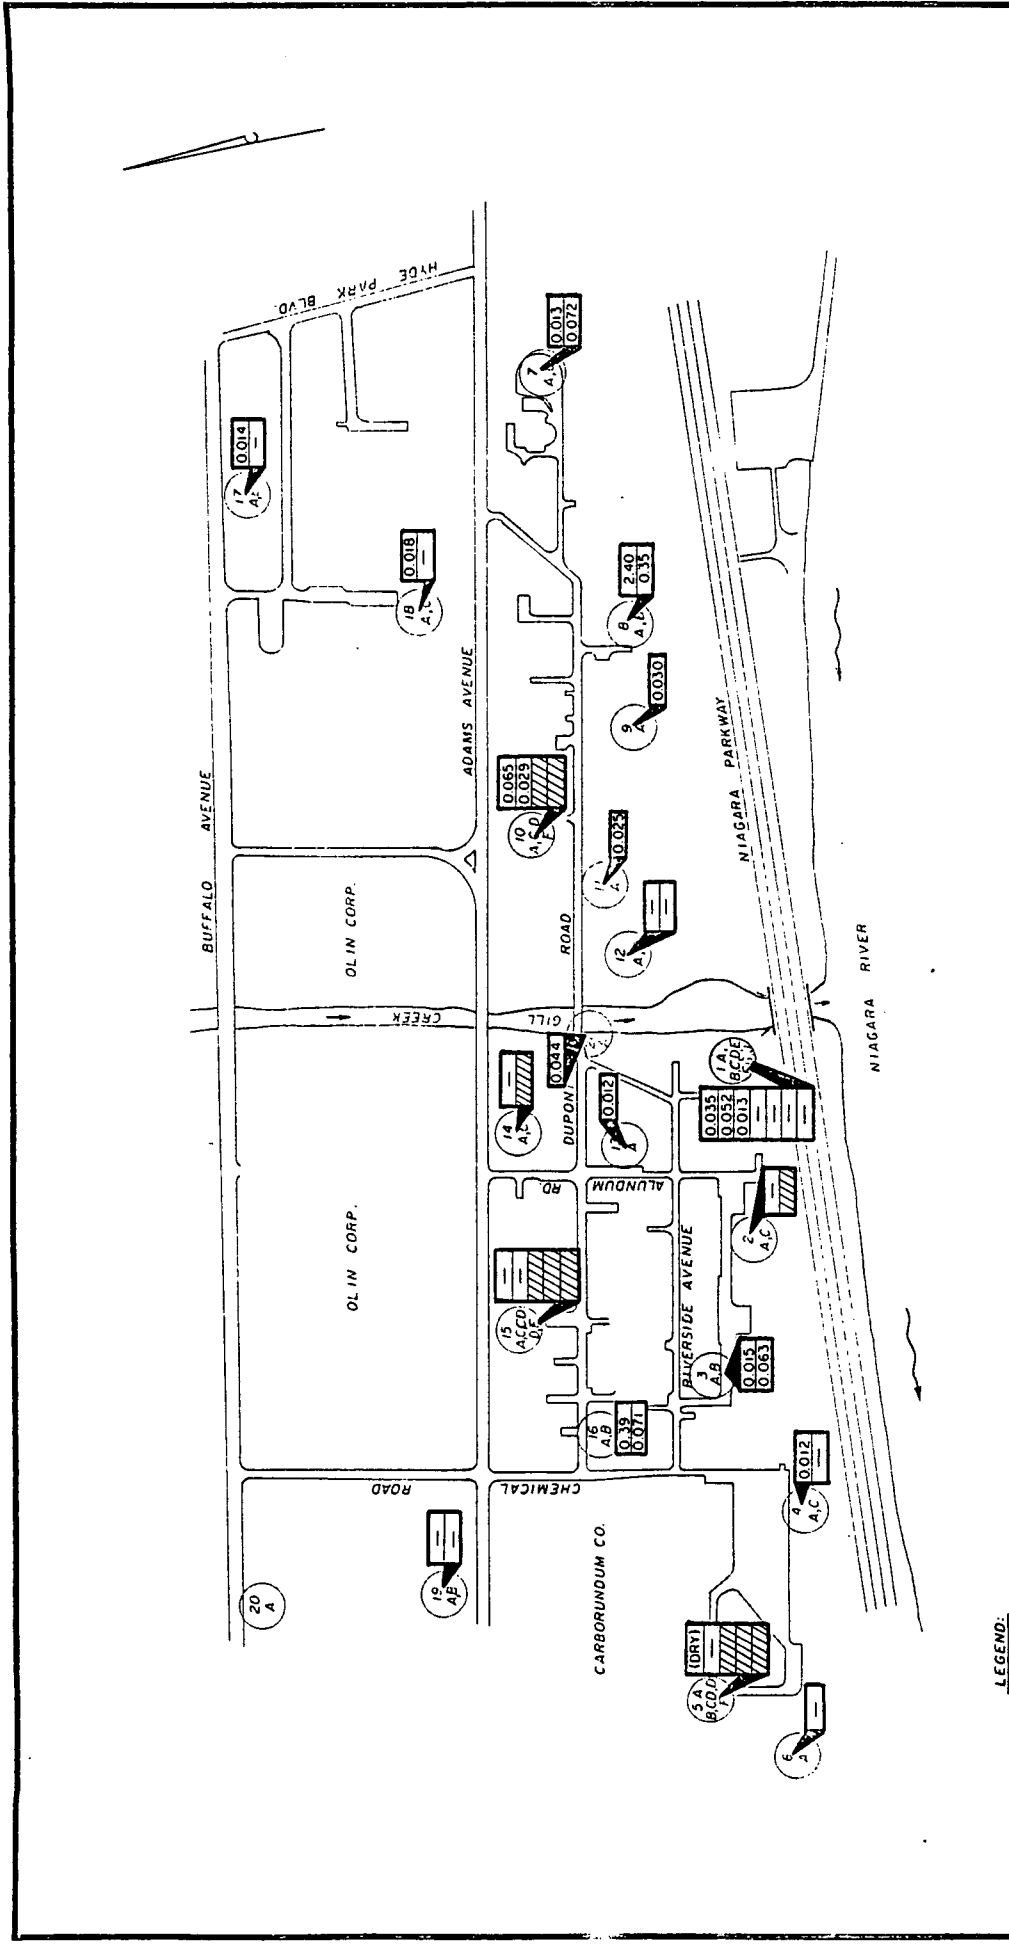 HYDE
PARK
BLVD.
BUFFALO AVENUE
ADAMS AVENUE
OLIN CORP.
OLIN CORP.
DUPONT ROAD
GILL CREEK
NIAGARA PARKWAY
NIAGARA RIVER
ALUNDUM RD.
RIVERSIDE AVENUE
CHEMICAL ROAD
CARBORUNDUM CO.
17
0.014
—
18
0.018
—
7
0.013
0.072
8
2.40
0.35
9
A
0.030
10
0.065
0.029
11
A
0.025
12
—
—
0.044
14
—
13
A
0.012
1 A,
0.035
0.052
0.013
—
—
—
—
2
A,C
—
15
—
—
3
A,B
0.015
0.063
16
A,B
0.39
0.071
4
A,C
0.012
—
19
A,B
—
—
20
A
5 A
(DRY)
—
6
A
—
LEGEND: